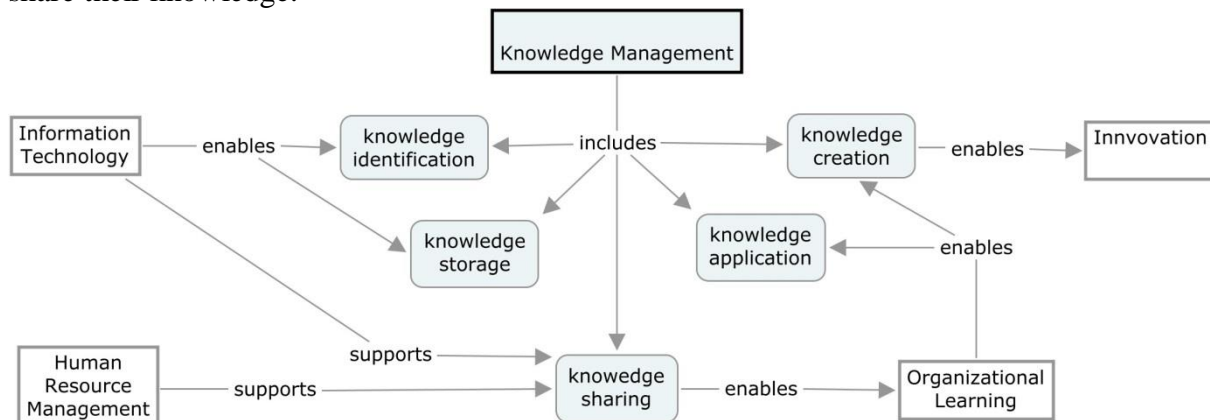 share their knowledge.
Knowledge Management
Information
Technology
enables
knowledge
identification
includes
knowledge
creation
enables
Innvovation
knowledge
storage
knowledge
application
enables
supports
Human
Resource
Management
supports
knowedge
sharing
enables
Organizational
Learning